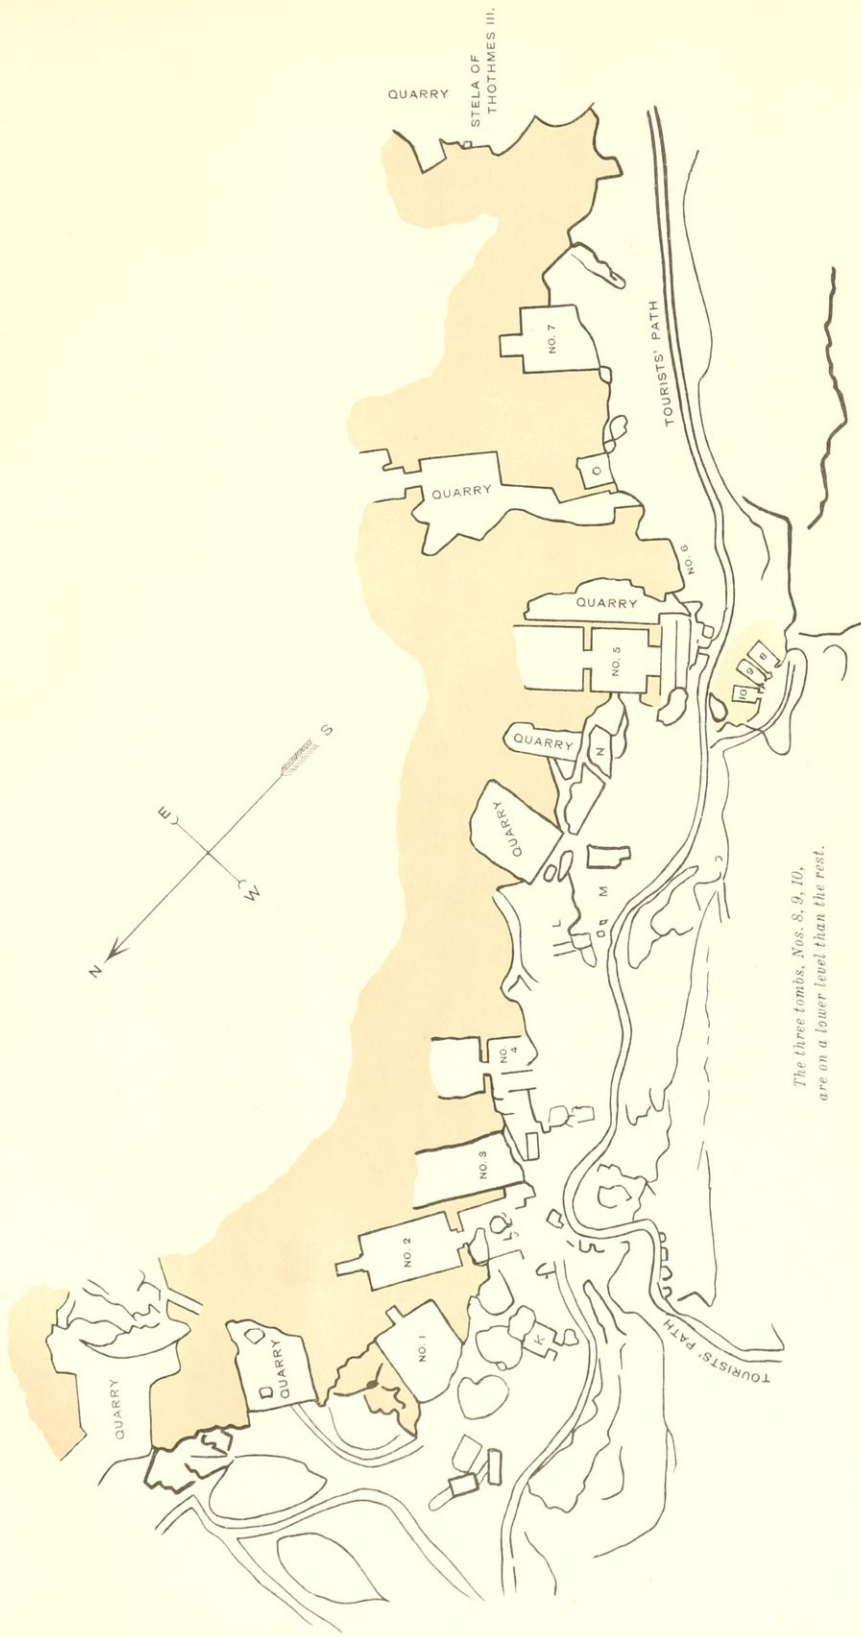 QUARRY
STELA OF
THOTHMES III.
TOURISTS' PATH
NO. 7
QUARRY
O
NO. 6
QUARRY
NO. 5
8
9
10
QUARRY
N
QUARRY
M
L
S
E
W
N
NO.
4
NO. 3
NO. 2
NO. 1
K
QUARRY
QUARRY
TOURISTS' PATH
The three tombs, Nos. 8, 9, 10,
are on a lower level than the rest.